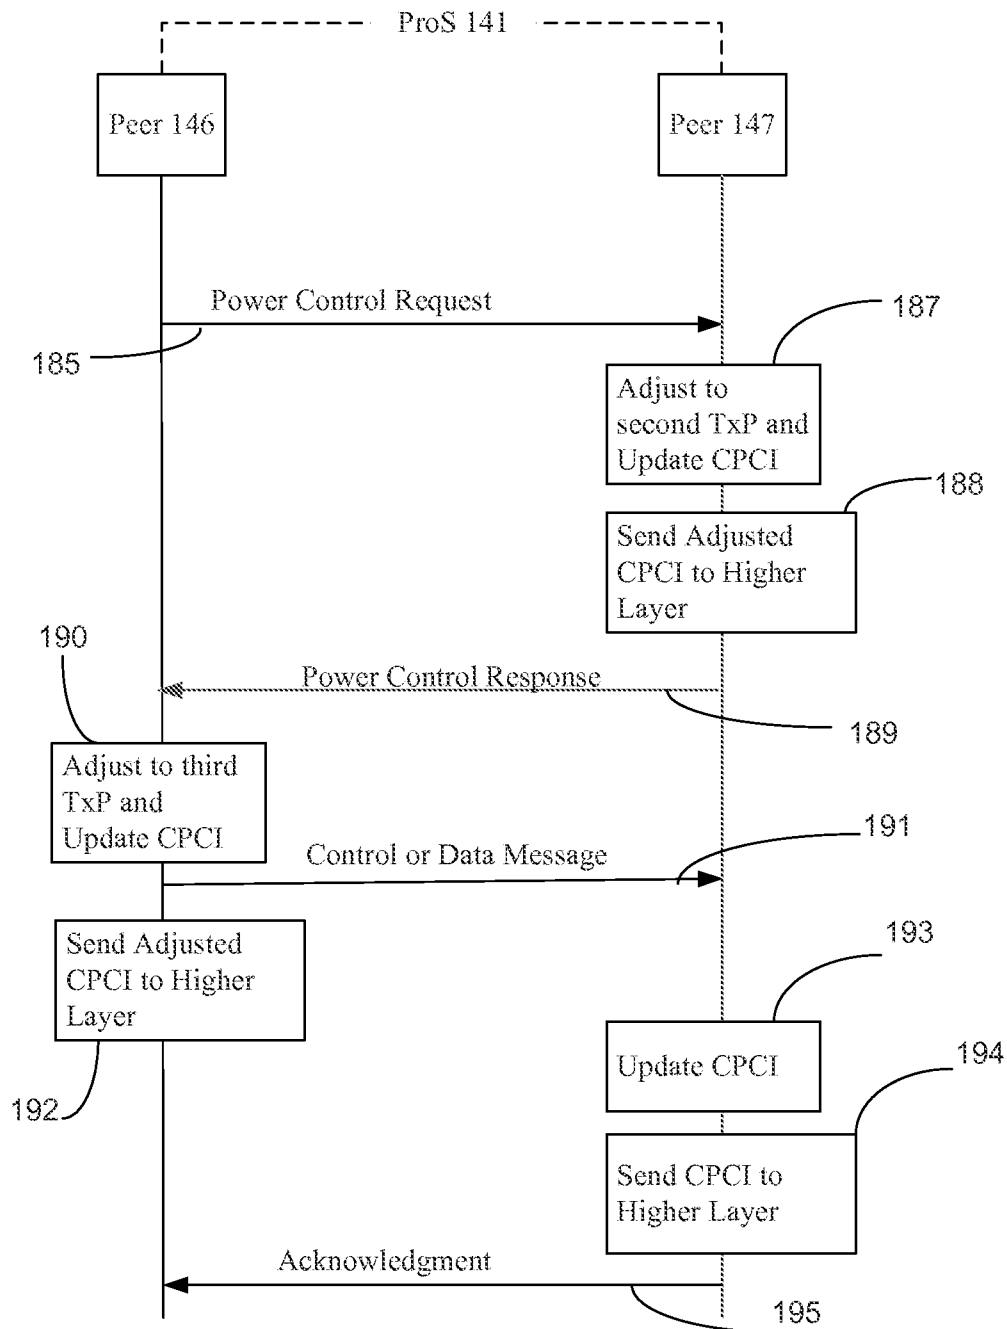 ProS 141
Peer 146
Peer 147
Power Control Request
185
187
Adjust to
second TxP and
Update CPCI
188
Send Adjusted
CPCI to Higher
Layer
190
Power Control Response
189
Adjust to third
TxP and
Update CPCI
191
Control or Data Message
Send Adjusted
CPCI to Higher
Layer
192
193
Update CPCI
194
Send CPCI to
Higher Layer
Acknowledgment
195